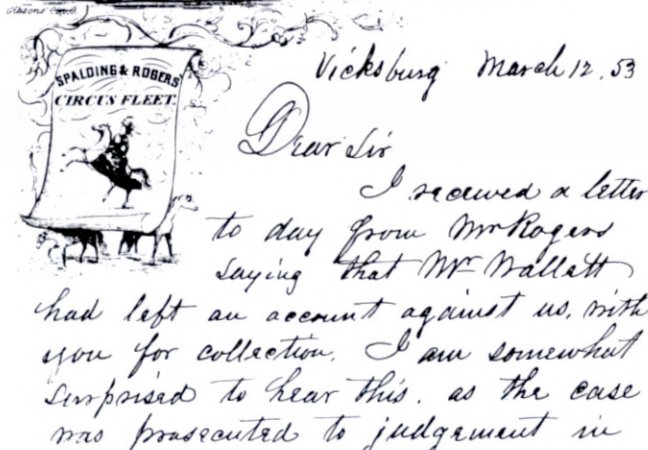 SPALDING & ROGERS
CIRCUS FLEET.
Vicksburg March 12. 53
Dear Sir
I received a letter
to day from Mr Rogers
saying that Mr Wallett
had left an account against us, with
you for collection. I am somewhat
surprised to hear this. as the case
was prosecuted to judgement in